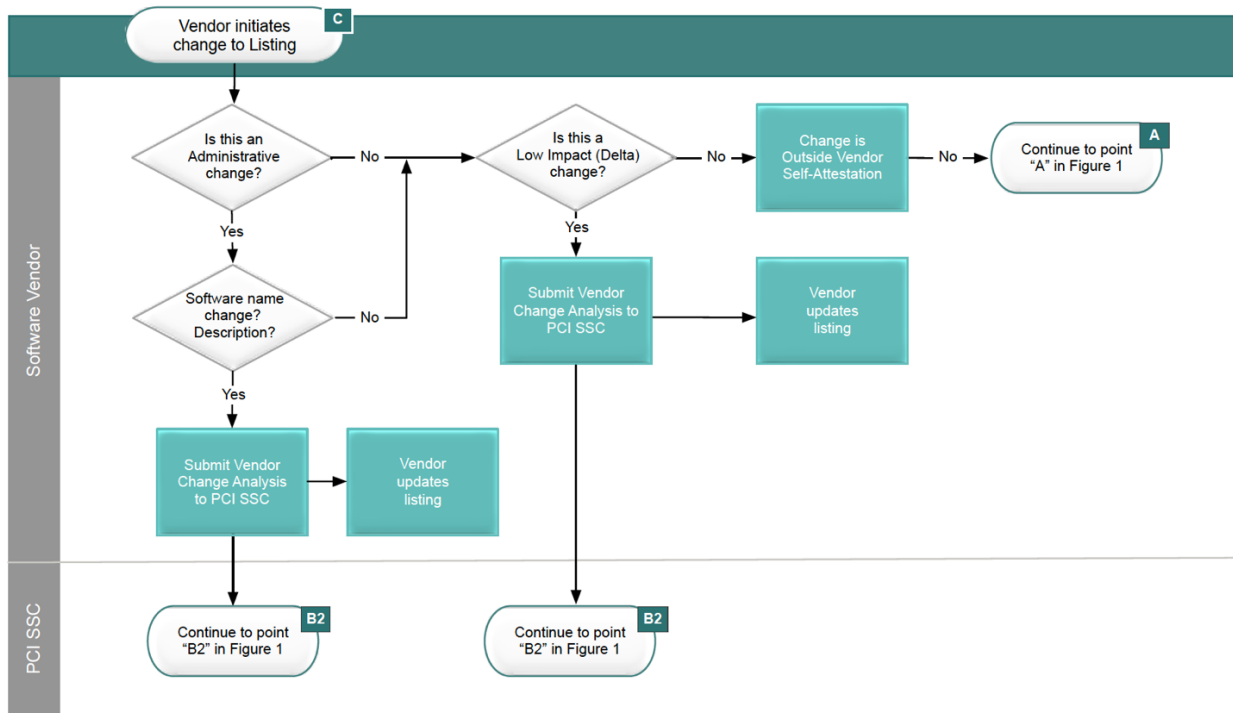 Vendor initiates
change to Listing
C
Software Vendor
Is this an
Administrative
change?
No
Is this a
Low Impact (Delta)
change?
No
Change is
Outside Vendor
Self-Attestation
No
Continue to point
“A” in Figure 1
A
Yes
Yes
Software name
change?
Description?
No
Submit Vendor
Change Analysis to
PCI SSC
Vendor
updates
listing
Yes
Submit Vendor
Change Analysis
to PCI SSC
Vendor
updates
listing
PCI SSC
Continue to point
“B2” in Figure 1
B2
Continue to point
“B2” in Figure 1
B2